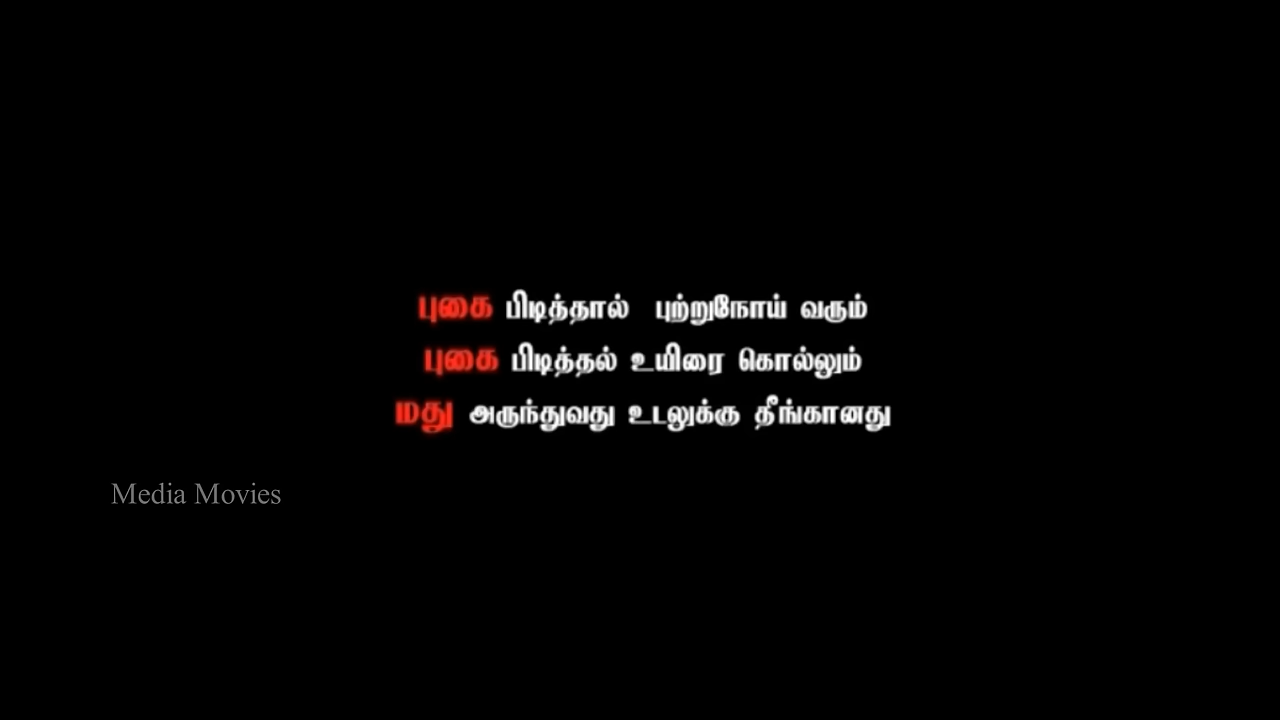 புகை பிடித்தால் புற்றுநோய் வரும்
புகை பிடித்தல் உயிரை கொல்லும்
மது அருந்துவது உடலுக்கு தீங்கானது
Media Movies